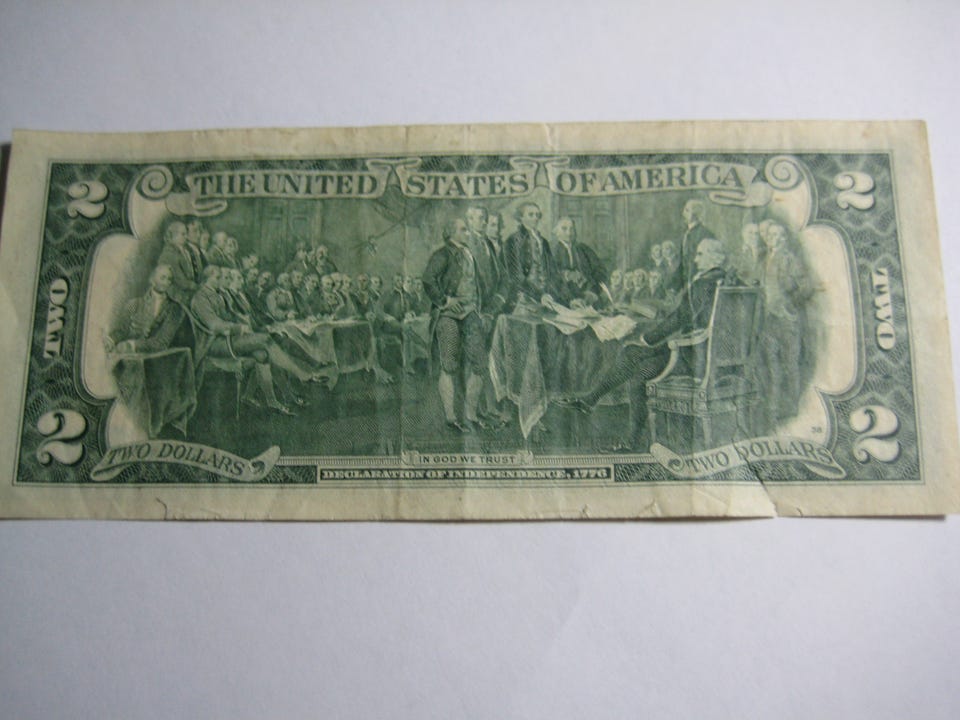 THE UNITED STATES OF AMERICA
2
2
TWO
TWO
2
2
TWO DOLLARS
IN GOD WE TRUST
TWO DOLLARS
DECLARATION OF INDEPENDENCE, 1776